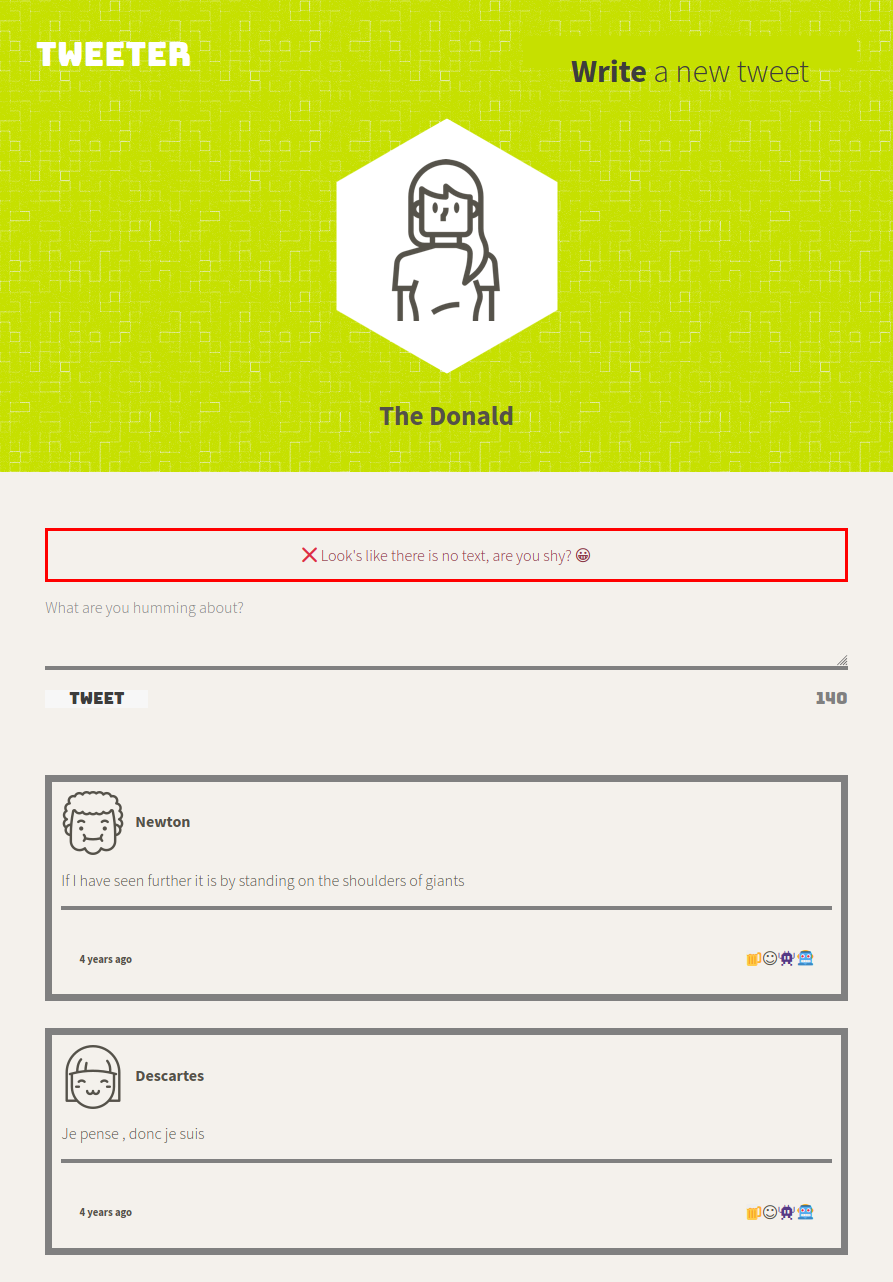 TWEETER
Write a new tweet
The Donald
❌ Look's like there is no text, are you shy? 😀
What are you humming about?
TWEET 140
Newton
If I have seen further it is by standing on the shoulders of giants
4 years ago
Descartes
Je pense , donc je suis
4 years ago